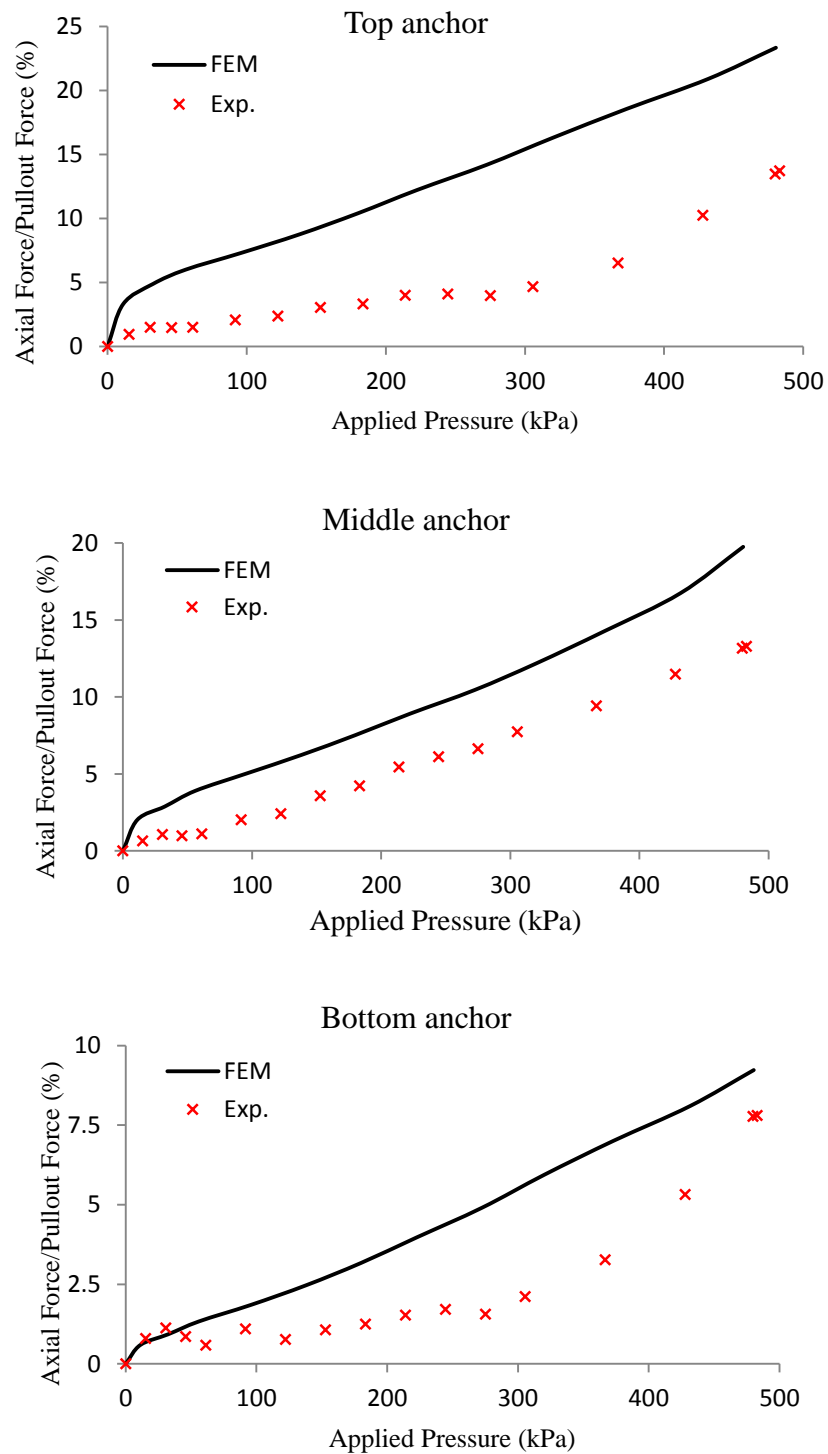 Top anchor
Axial Force/Pullout Force (%)
25
20
15
10
5
0
FEM
Exp.
0 100 200 300 400 500
Applied Pressure (kPa)
Middle anchor
Axial Force/Pullout Force (%)
20
15
10
5
0
FEM
Exp.
0 100 200 300 400 500
Applied Pressure (kPa)
Bottom anchor
Axial Force/Pullout Force (%)
10
7.5
5
2.5
0
FEM
Exp.
0 100 200 300 400 500
Applied Pressure (kPa)